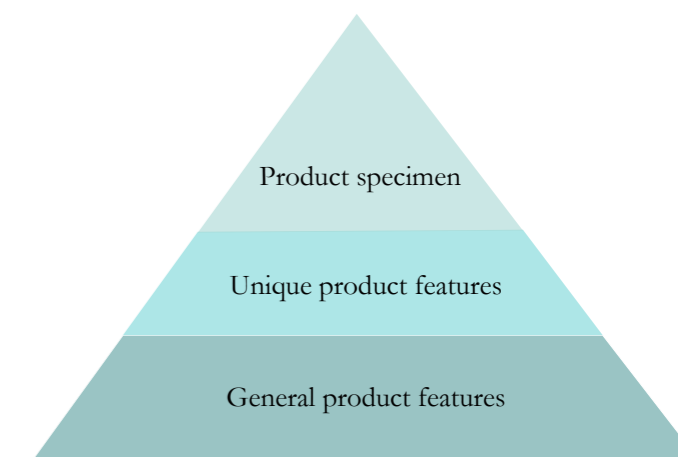 Product specimen
Unique product features
General product features